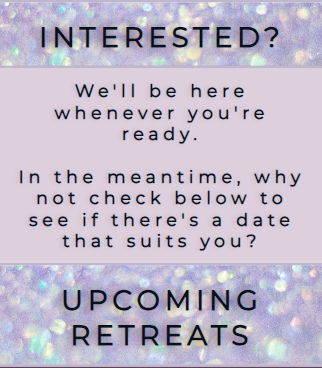 INTERESTED?
We'll be here
whenever you're
ready.
In the meantime, why
not check below to
see if there's a date
that suits you?
UPCOMING
RETREATS